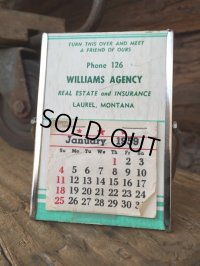 TURN THIS OVER AND MEET
A FRIEND OF OURS
Phone 126
WILLIAMS AGENCY
REAL ESTATE and INSURANCE
LAUREL, MONTANA
SOLD OUT
January 1959
Su Mo Tu We Th Fr Sa
1 2 3
4 5 6 7 8 9 10
11 12 13 14 15 16 17
18 19 20 21 22 23 24
25 26 27 28 29 30